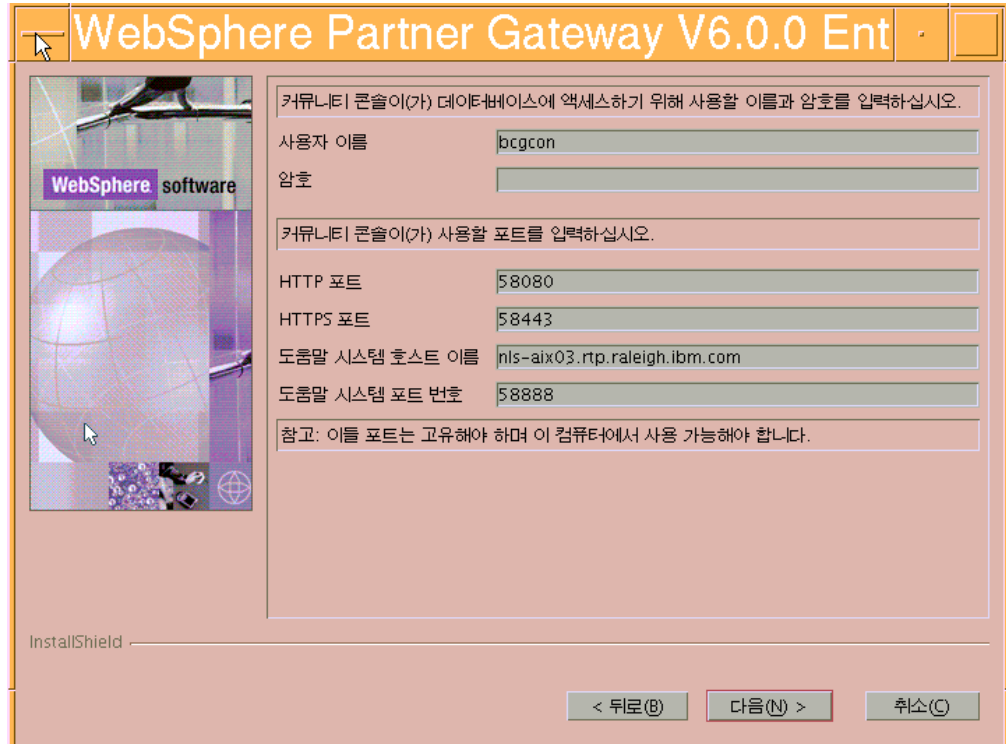 WebSphere Partner Gateway V6.0.0 Ent
WebSphere software
커뮤니티 콘솔이(가) 데이터베이스에 액세스하기 위해 사용할 이름과 암호를 입력하십시오.
사용자 이름 bcgcon
암호
커뮤니티 콘솔이(가) 사용할 포트를 입력하십시오.
HTTP 포트 58080
HTTPS 포트 58443
도움말 시스템 호스트 이름 nls-aix03.rtp.raleigh.ibm.com
도움말 시스템 포트 번호 58888
참고: 이들 포트는 고유해야 하며 이 컴퓨터에서 사용 가능해야 합니다.
InstallShield
< 뒤로(B) 다음(N) > 취소(C)